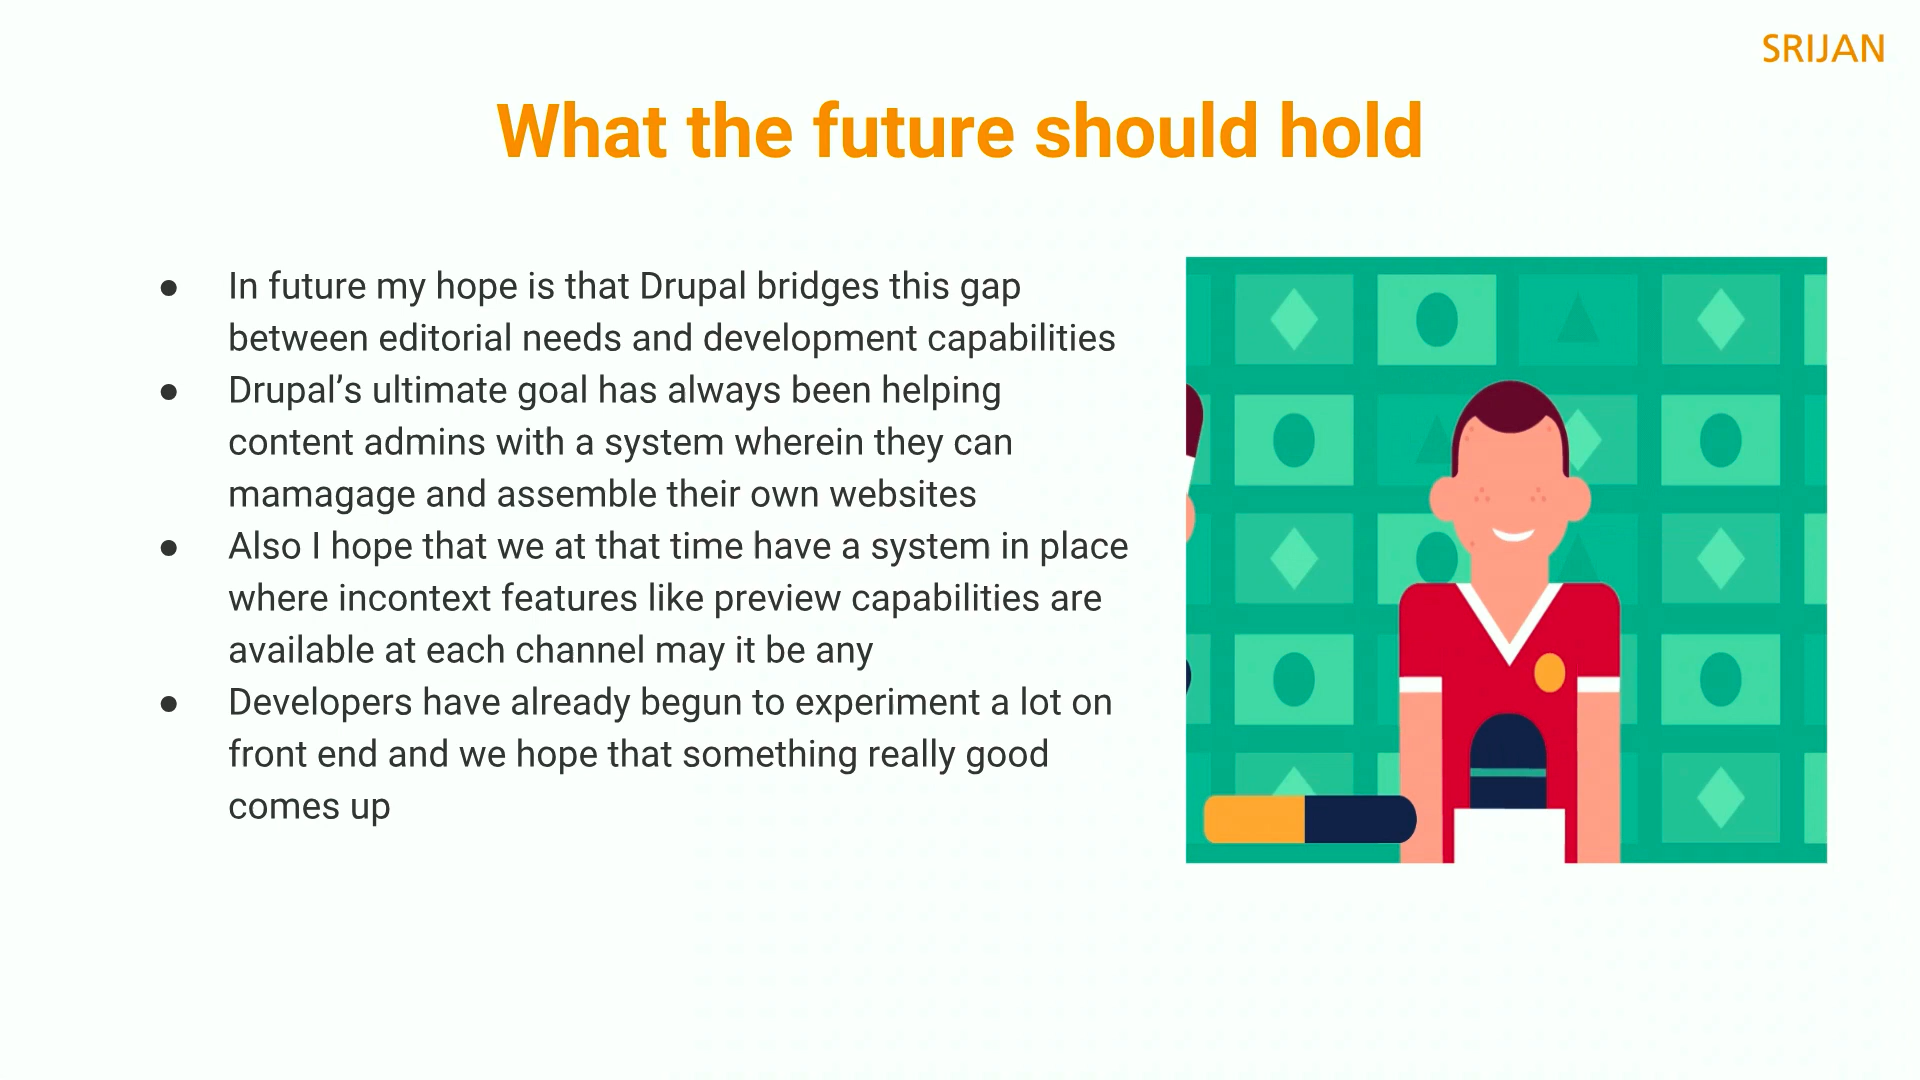 SRIJAN
What the future should hold
● In future my hope is that Drupal bridges this gap
between editorial needs and development capabilities
● Drupal’s ultimate goal has always been helping
content admins with a system wherein they can
mamagage and assemble their own websites
● Also I hope that we at that time have a system in place
where incontext features like preview capabilities are
available at each channel may it be any
● Developers have already begun to experiment a lot on
front end and we hope that something really good
comes up